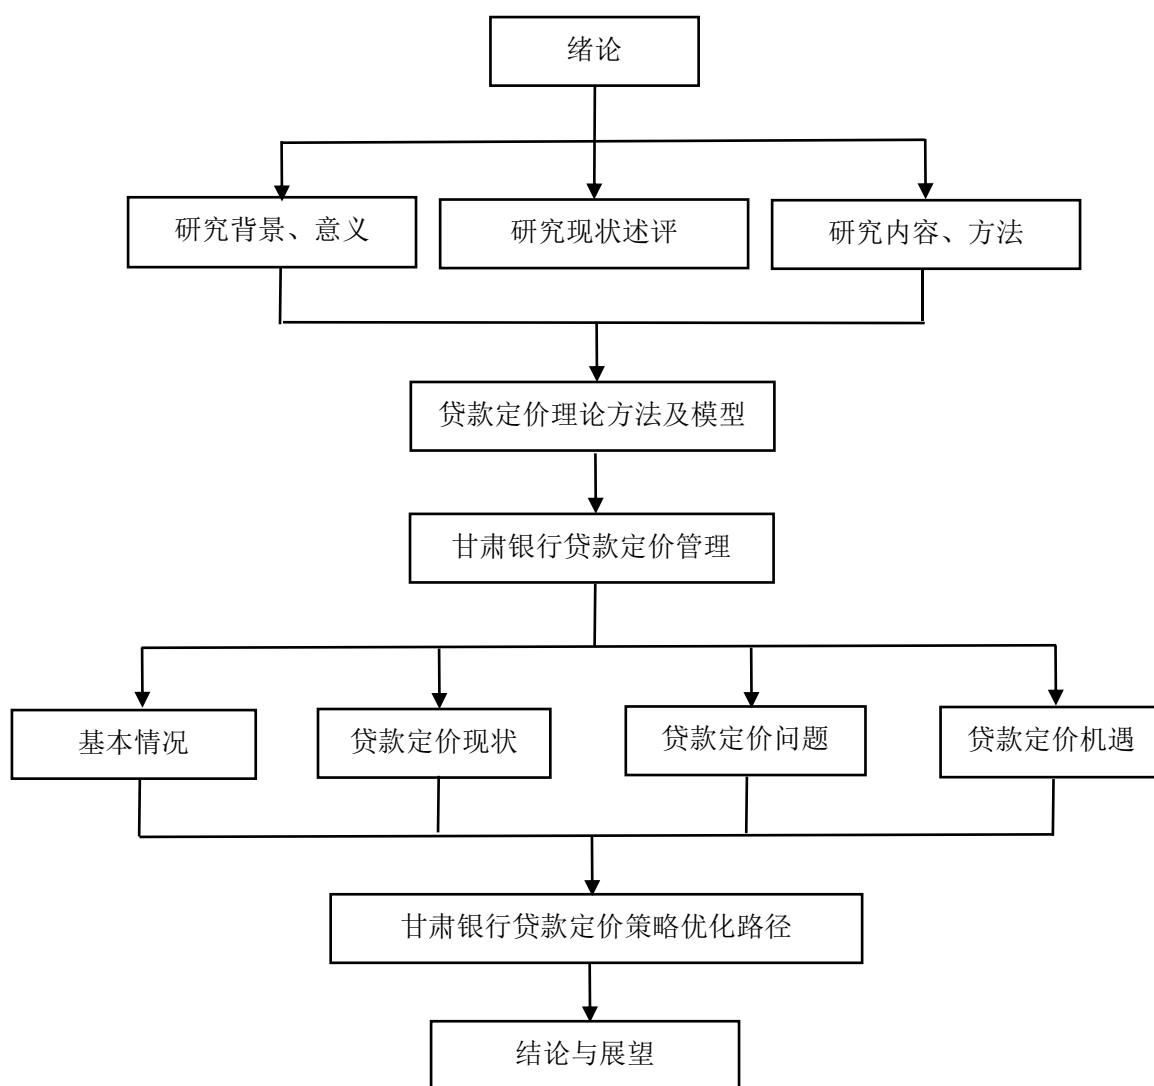 绪论
研究背景、意义
研究现状述评
研究内容、方法
贷款定价理论方法及模型
甘肃银行贷款定价管理
基本情况
贷款定价现状
贷款定价问题
贷款定价机遇
甘肃银行贷款定价策略优化路径
结论与展望